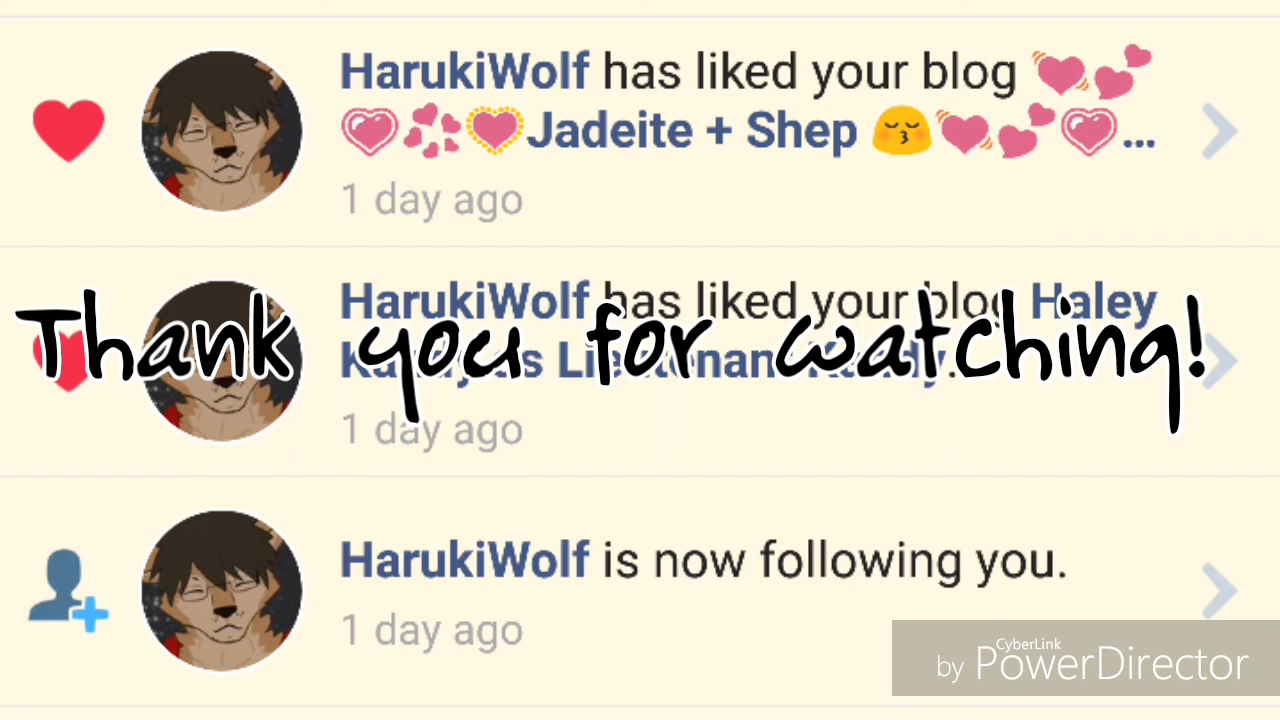 HarukiWolf has liked your blog 💓💕
💗💞💟Jadeite + Shep 😚💓💕💗...
1 day ago
HarukiWolf has liked your blog Haley
Thank you for watching!
1 day ago
HarukiWolf is now following you.
1 day ago
CyberLink
by PowerDirector